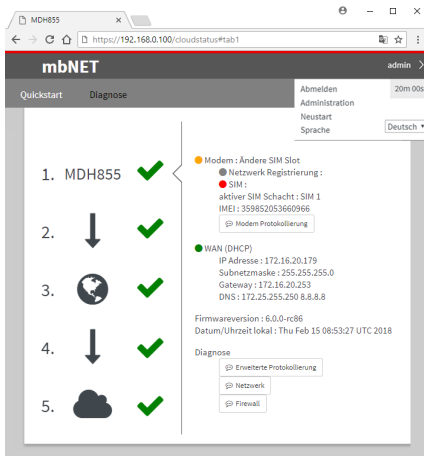 MDH855
https://192.168.0.100/cloudstatus#tab1
mbNET
admin
Quickstart
Diagnose
Abmelden
20m 00s
Administration
Neustart
Sprache
Deutsch
1. MDH855
2.
3.
4.
5.
Modem : Ändere SIM Slot
Netzwerk Registrierung :
SIM :
aktiver SIM Schacht : SIM 1
IMEI : 359852053660966
Modem Protokollierung
WAN (DHCP)
IP Adresse : 172.16.20.179
Subnetzmaske : 255.255.255.0
Gateway : 172.16.20.253
DNS : 172.25.255.250 8.8.8.8
Firmwareversion : 6.0.0-rc86
Datum/Uhrzeit lokal : Thu Feb 15 08:53:27 UTC 2018
Diagnose
Erweiterte Protokollierung
Netzwerk
Firewall